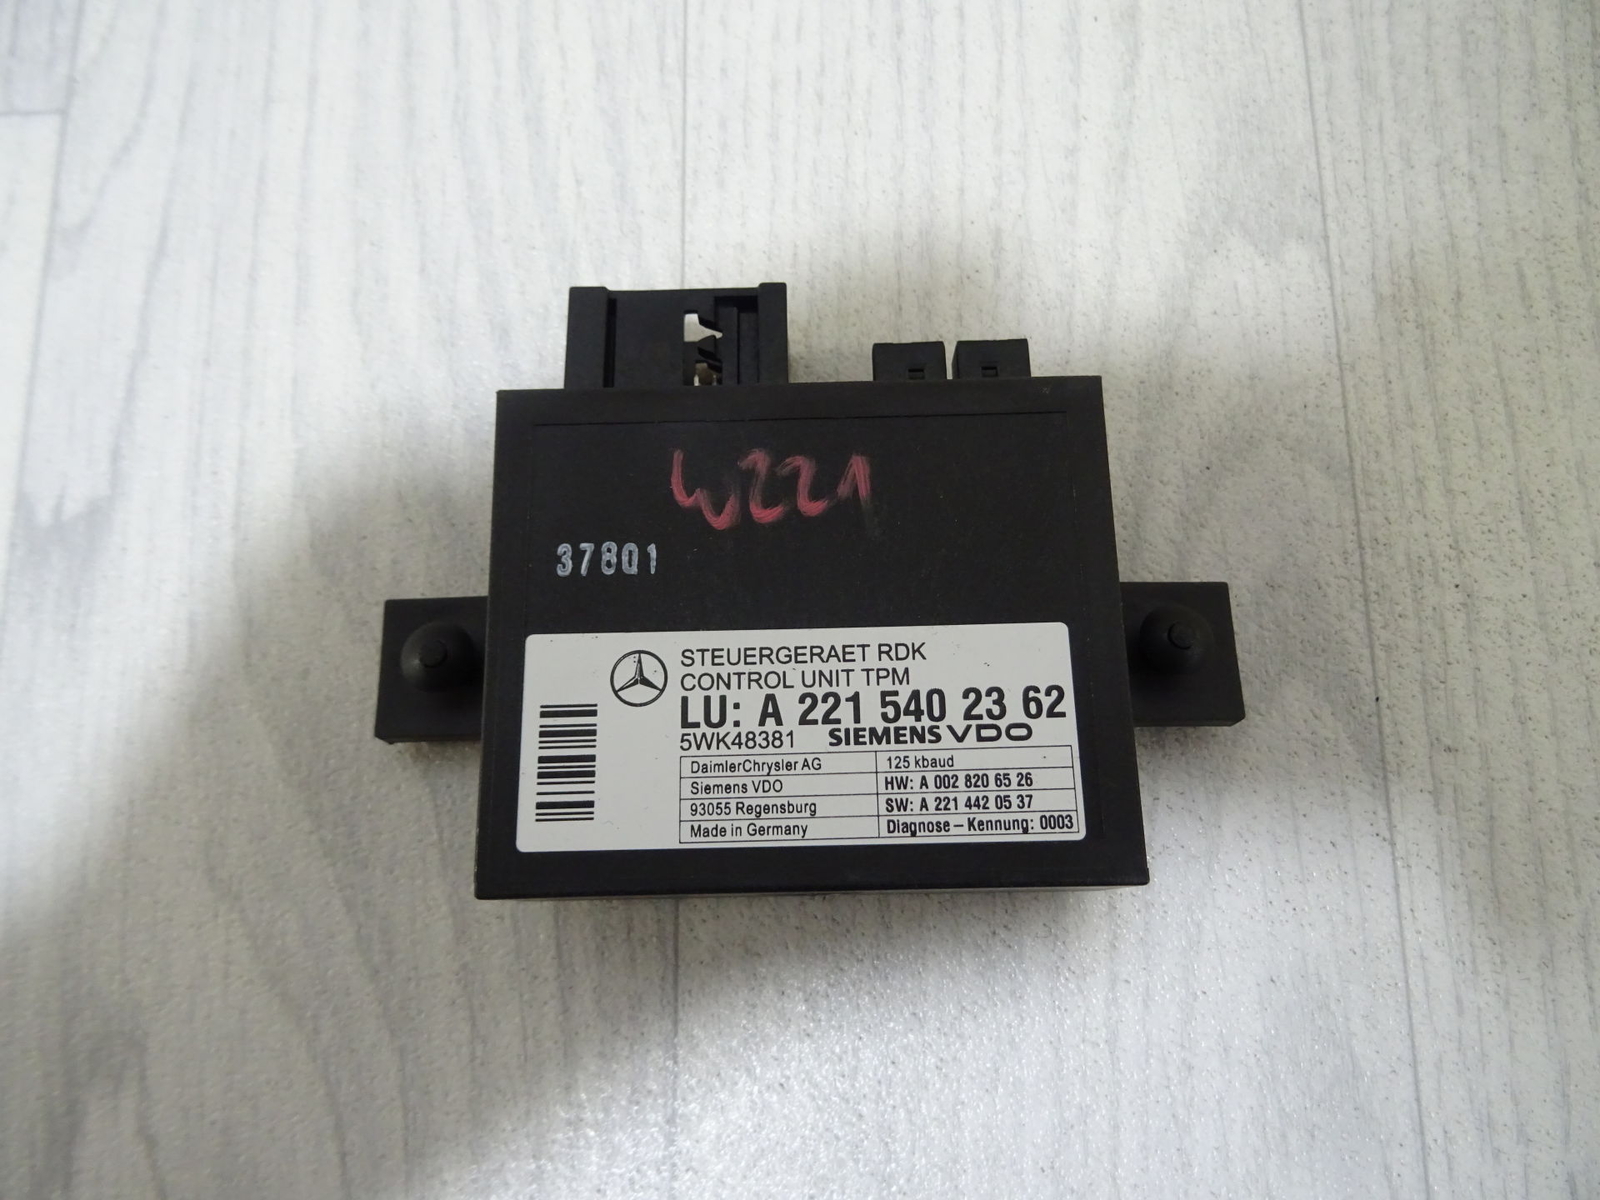 W221
37801
STEUERGERAET RDK
CONTROL UNIT TPM
LU: A 221 540 23 62
5WK48381 SIEMENS VDO
DaimlerChrysler AG 125 kbaud
Siemens VDO HW: A 002 820 65 26
93055 Regensburg SW: A 221 442 05 37
Made in Germany Diagnose – Kennung: 0003